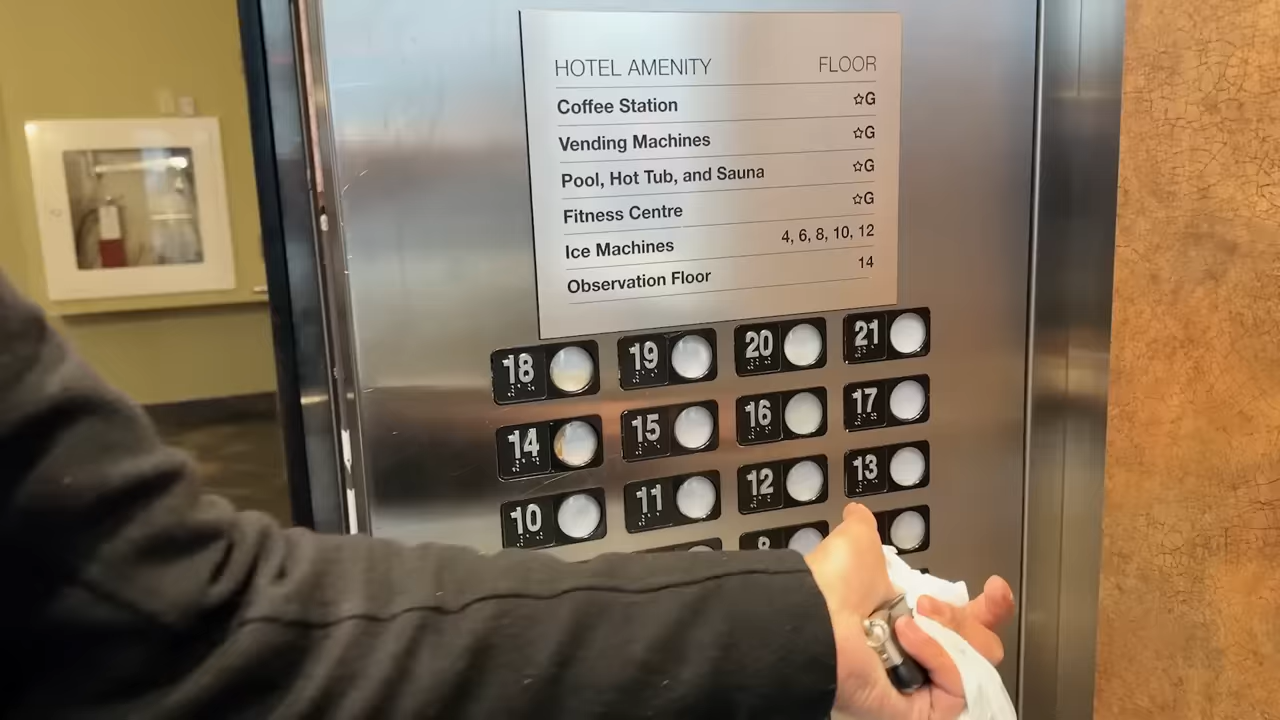 HOTEL AMENITY FLOOR
Coffee Station ☆G
Vending Machines ☆G
Pool, Hot Tub, and Sauna ☆G
Fitness Centre ☆G
Ice Machines 4, 6, 8, 10, 12
Observation Floor 14
18 19 20 21
14 15 16 17
10 11 12 13
8